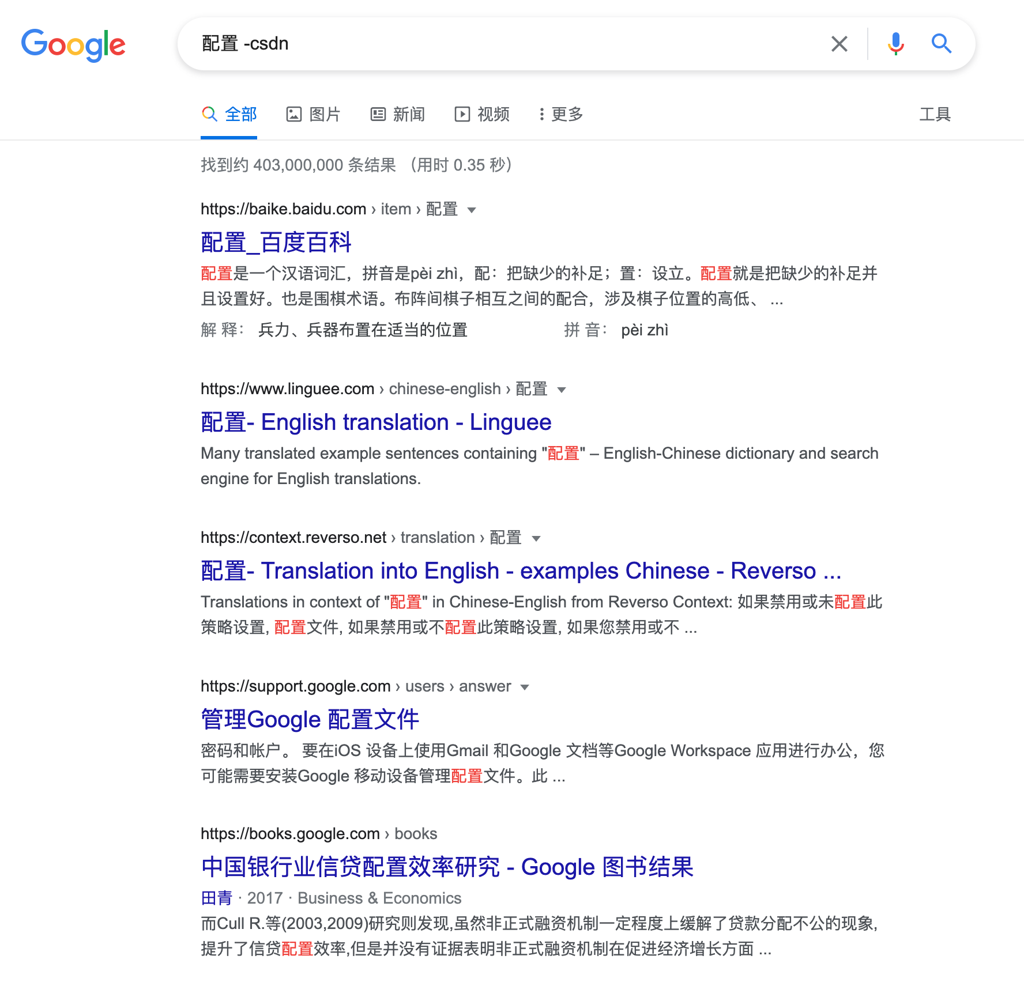 Google
配置 -csdn
全部 图片 新闻 视频 更多 工具
找到约 403,000,000 条结果 （用时 0.35 秒）
https://baike.baidu.com › item › 配置
配置_百度百科
配置是一个汉语词汇，拼音是pèi zhì，配：把缺少的补足；置：设立。配置就是把缺少的补足并
且设置好。也是围棋术语。布阵间棋子相互之间的配合，涉及棋子位置的高低、 ...
解 释： 兵力、兵器布置在适当的位置 拼 音： pèi zhì
https://www.linguee.com › chinese-english › 配置
配置- English translation - Linguee
Many translated example sentences containing "配置" – English-Chinese dictionary and search
engine for English translations.
https://context.reverso.net › translation › 配置
配置- Translation into English - examples Chinese - Reverso ...
Translations in context of "配置" in Chinese-English from Reverso Context: 如果禁用或未配置此
策略设置, 配置文件, 如果禁用或不配置此策略设置, 如果您禁用或不 ...
https://support.google.com › users › answer
管理Google 配置文件
密码和帐户。 要在iOS 设备上使用Gmail 和Google 文档等Google Workspace 应用进行办公，您
可能需要安装Google 移动设备管理配置文件。此 ...
https://books.google.com › books
中国银行业信贷配置效率研究 - Google 图书结果
田青 · 2017 · Business & Economics
而Cull R.等(2003,2009)研究则发现,虽然非正式融资机制一定程度上缓解了贷款分配不公的现象,
提升了信贷配置效率,但是并没有证据表明非正式融资机制在促进经济增长方面 ...